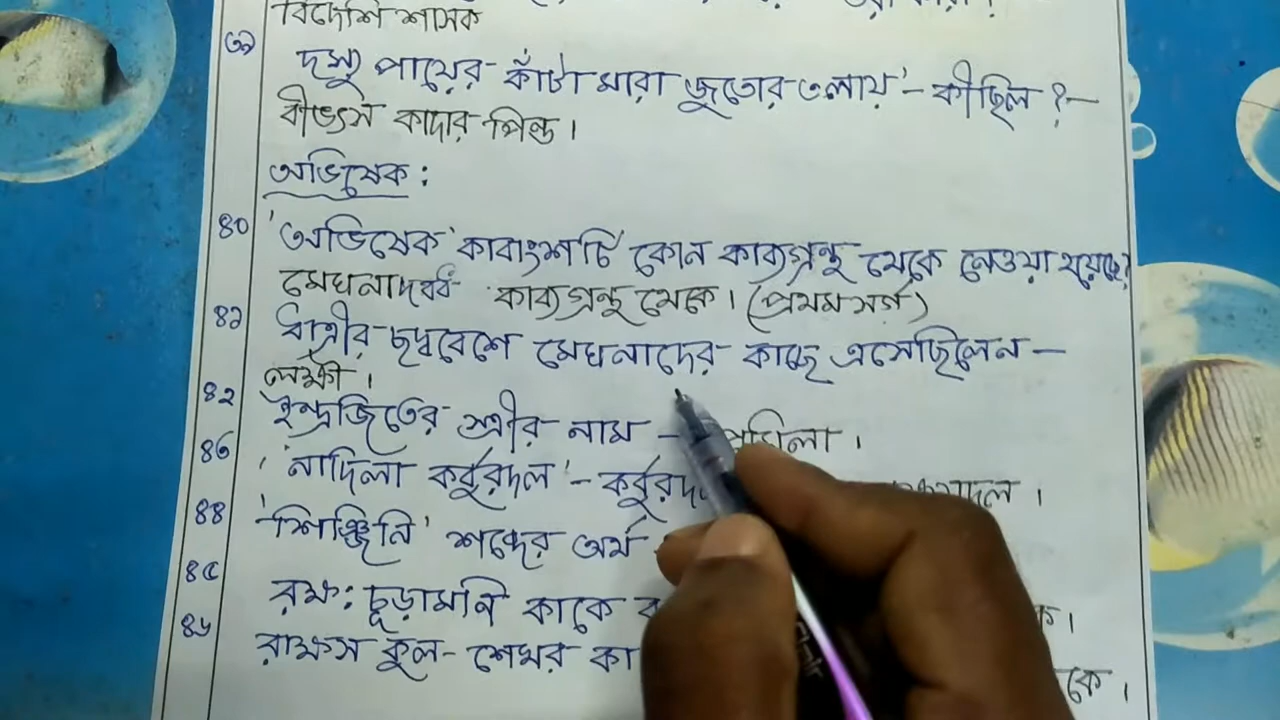 বিদেশি শাসক
৩৯ দস্যু পায়ের কাঁটা মারা জুতোর তলায়' - কী ছিল ? -
বীভৎস কাদার পিন্ড।
অভিষেক :
৪০ 'অভিষেক' কাব্যংশটি কোন কাব্যগ্রন্থ থেকে নেওয়া হয়েছে?
মেঘনাদবধ কাব্যগ্রন্থ থেকে। (প্রথম সর্গ)
৪১ ধাত্রীর ছদ্মবেশে মেঘনাদের কাছে এসেছিলেন -
লক্ষী।
৪২ ইন্দ্রজিতের স্ত্রীর নাম - প্রমিলা।
৪৩ 'নাদিলা কর্বুরদল' - কর্বুরদ
৪৪ 'শিঞ্জিনি' শব্দের অর্থ
৪৫ রক্ষ: চূড়ামনি কাকে ব ক।
৪৬ রাক্ষস কুল - শেখর কা কে।